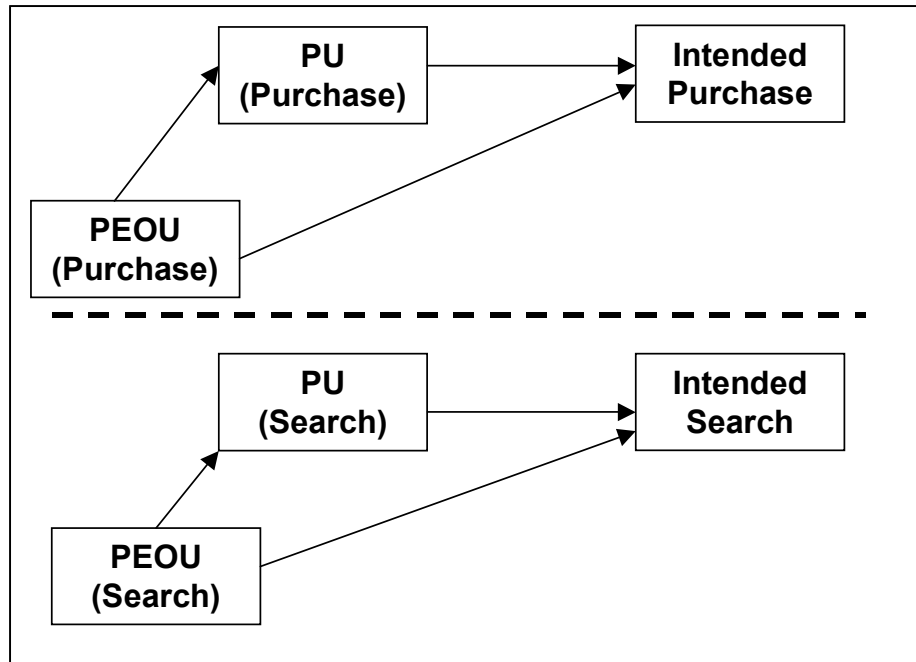 PU
(Purchase)
Intended
Purchase
PEOU
(Purchase)
PU
(Search)
Intended
Search
PEOU
(Search)